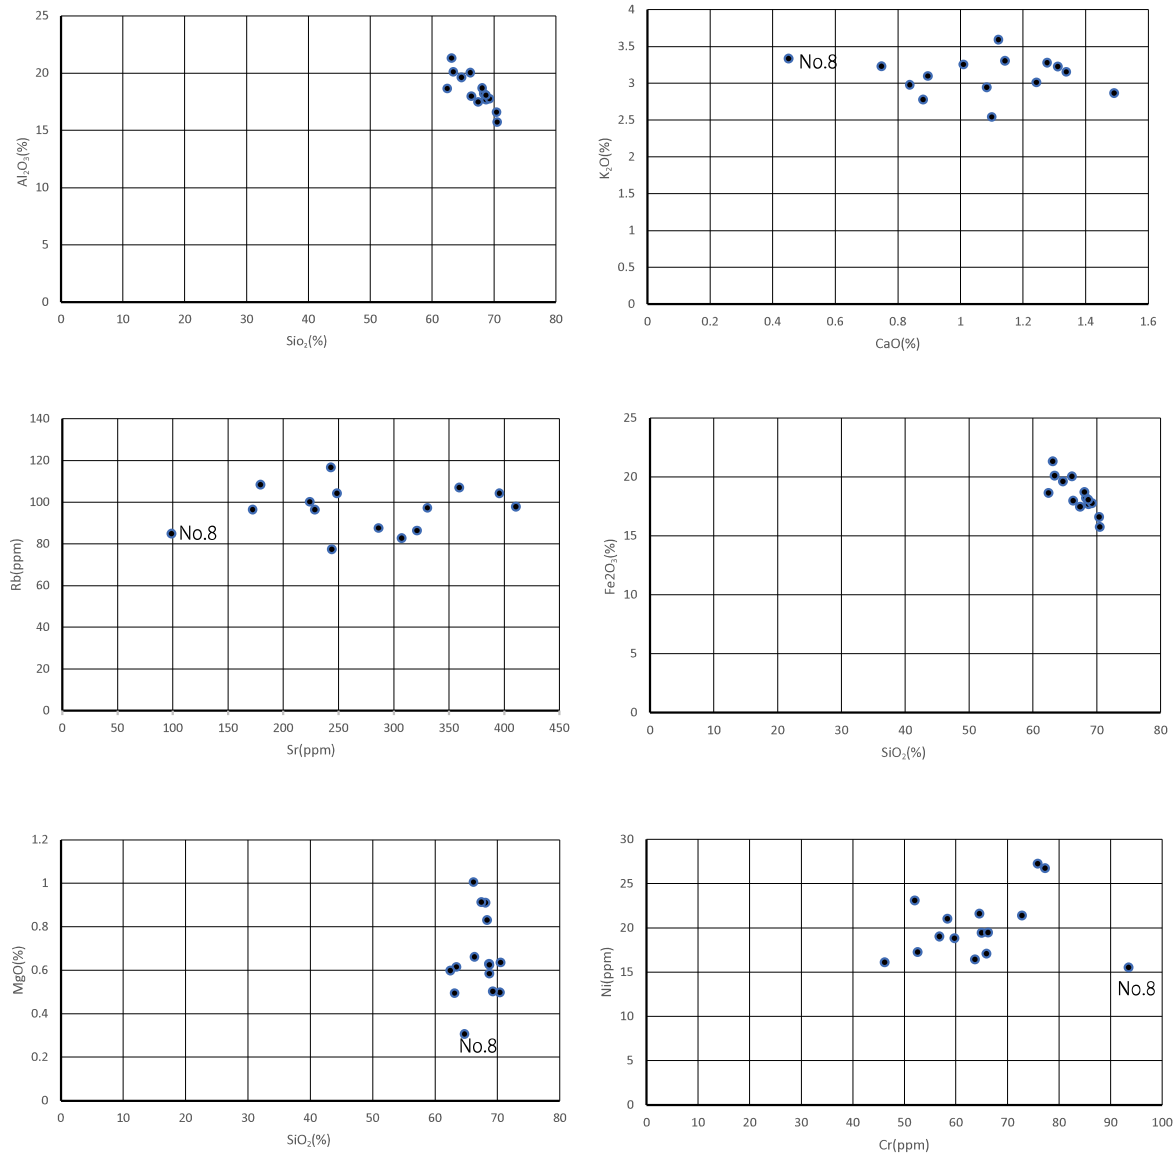 25
20
15
10
5
0
Al₂O₃(%)
0 10 20 30 40 50 60 70 80
Sio₂(%)
4
3.5
3
2.5
2
1.5
1
0.5
0
K₂O(%)
No.8
0 0.2 0.4 0.6 0.8 1 1.2 1.4 1.6
CaO(%)
140
120
100
80
60
40
20
0
Rb(ppm)
No.8
0 50 100 150 200 250 300 350 400 450
Sr(ppm)
25
20
15
10
5
0
Fe2O₃(%)
0 10 20 30 40 50 60 70 80
SiO₂(%)
1.2
1
0.8
0.6
0.4
0.2
0
MgO(%)
No.8
0 10 20 30 40 50 60 70 80
SiO₂(%)
30
25
20
15
10
5
0
Ni(ppm)
No.8
0 10 20 30 40 50 60 70 80 90 100
Cr(ppm)